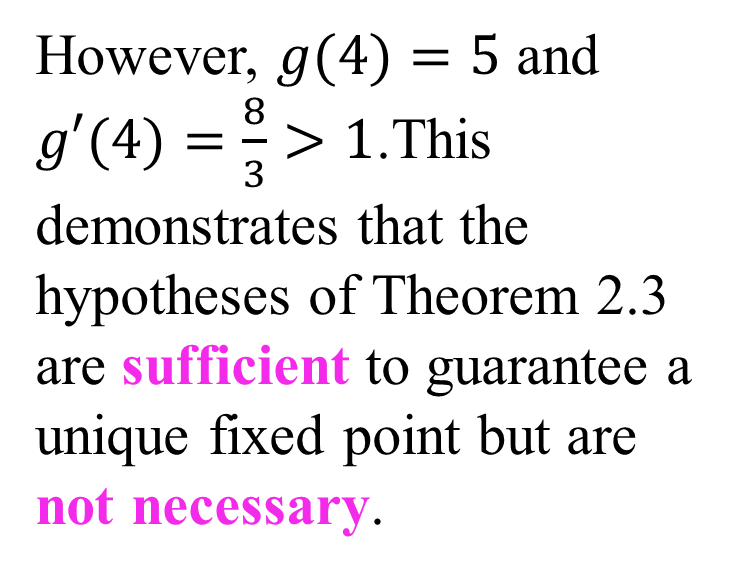 However, g(4) = 5 and
g′(4) = 8/3 > 1.This
demonstrates that the
hypotheses of Theorem 2.3
are sufficient to guarantee a
unique fixed point but are
not necessary.